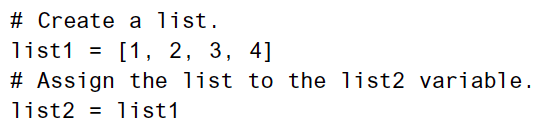 # Create a list.
list1 = [1, 2, 3, 4]
# Assign the list to the list2 variable.
list2 = list1